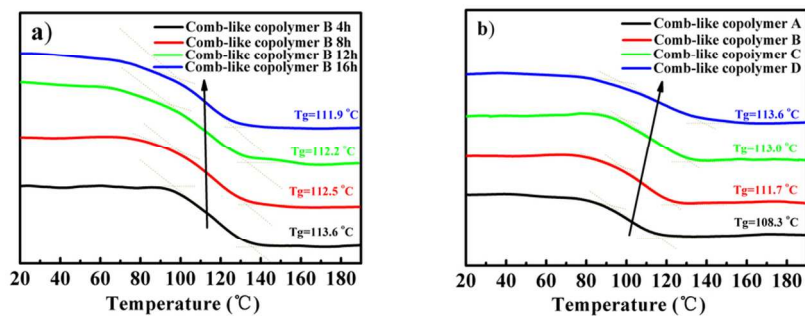 a)
Comb-like copolymer B 4h
Comb-like copolymer B 8h
Comb-like copolymer B 12h
Comb-like copolymer B 16h
Tg=111.9 °C
Tg=112.2 °C
Tg=112.5 °C
Tg=113.6 °C
20 40 60 80 100 120 140 160 180
Temperature (℃)
b)
Comb-like copolymer A
Comb-like copolymer B
Comb-like copolymer C
Comb-like copolymer D
Tg=113.6 °C
Tg=113.0 °C
Tg=111.7 °C
Tg=108.3 °C
20 40 60 80 100 120 140 160 180
Temperature (℃)